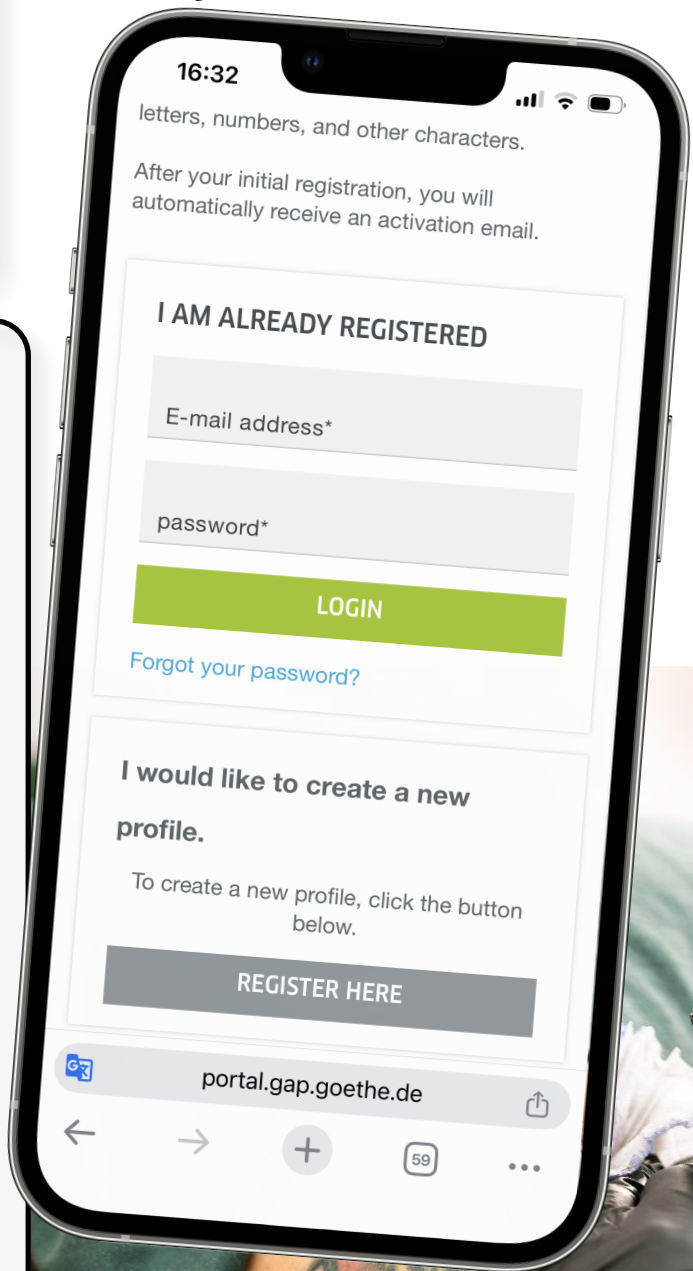 16:32
letters, numbers, and other characters.
After your initial registration, you will
automatically receive an activation email.
I AM ALREADY REGISTERED
E-mail address*
password*
LOGIN
Forgot your password?
I would like to create a new
profile.
To create a new profile, click the button
below.
REGISTER HERE
portal.gap.goethe.de
59